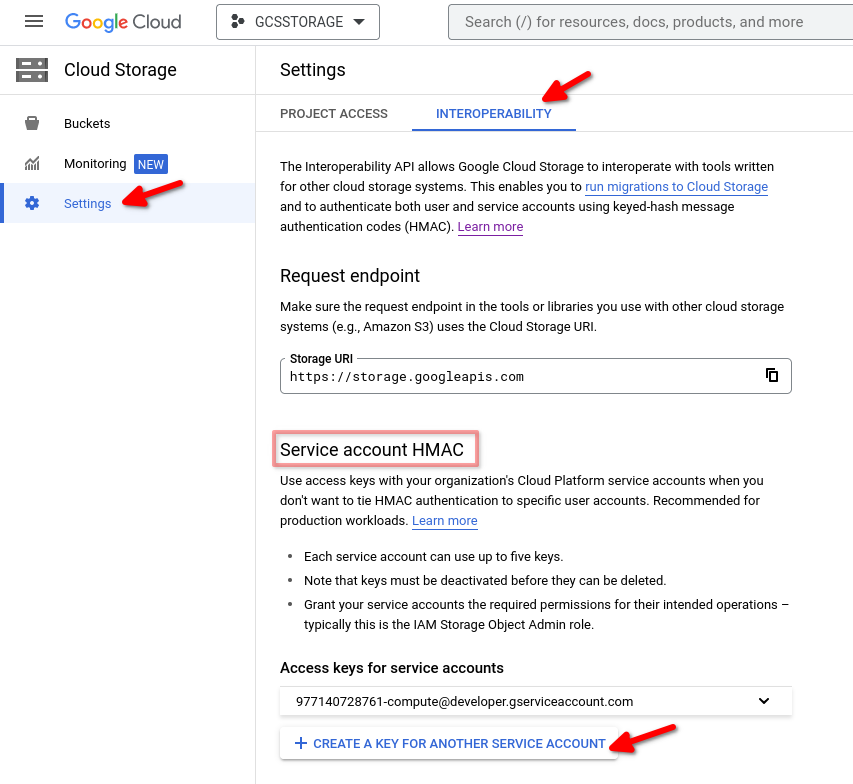 Google Cloud
GCSSTORAGE
Search (/) for resources, docs, products, and more
Cloud Storage
Settings
Buckets
Monitoring NEW
Settings
PROJECT ACCESS
INTEROPERABILITY
The Interoperability API allows Google Cloud Storage to interoperate with tools written
for other cloud storage systems. This enables you to run migrations to Cloud Storage
and to authenticate both user and service accounts using keyed-hash message
authentication codes (HMAC). Learn more
Request endpoint
Make sure the request endpoint in the tools or libraries you use with other cloud storage
systems (e.g., Amazon S3) uses the Cloud Storage URI.
Storage URI
https://storage.googleapis.com
Service account HMAC
Use access keys with your organization's Cloud Platform service accounts when you
don't want to tie HMAC authentication to specific user accounts. Recommended for
production workloads. Learn more
• Each service account can use up to five keys.
• Note that keys must be deactivated before they can be deleted.
• Grant your service accounts the required permissions for their intended operations –
typically this is the IAM Storage Object Admin role.
Access keys for service accounts
977140728761-compute@developer.gserviceaccount.com
+ CREATE A KEY FOR ANOTHER SERVICE ACCOUNT